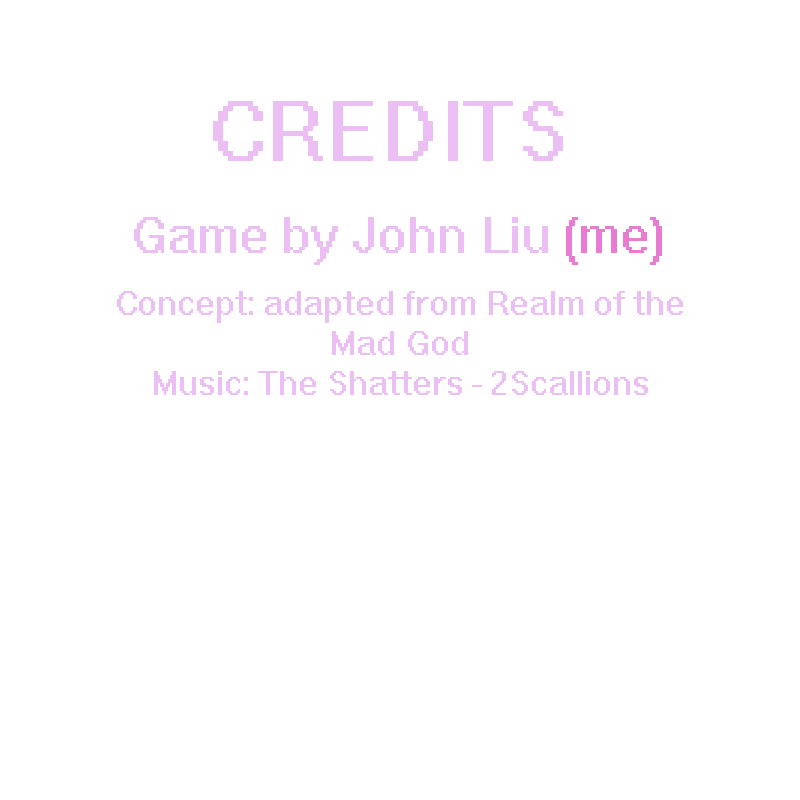 CREDITS
Game by John Liu (me)
Concept: adapted from Realm of the
Mad God
Music: The Shatters - 2Scallions